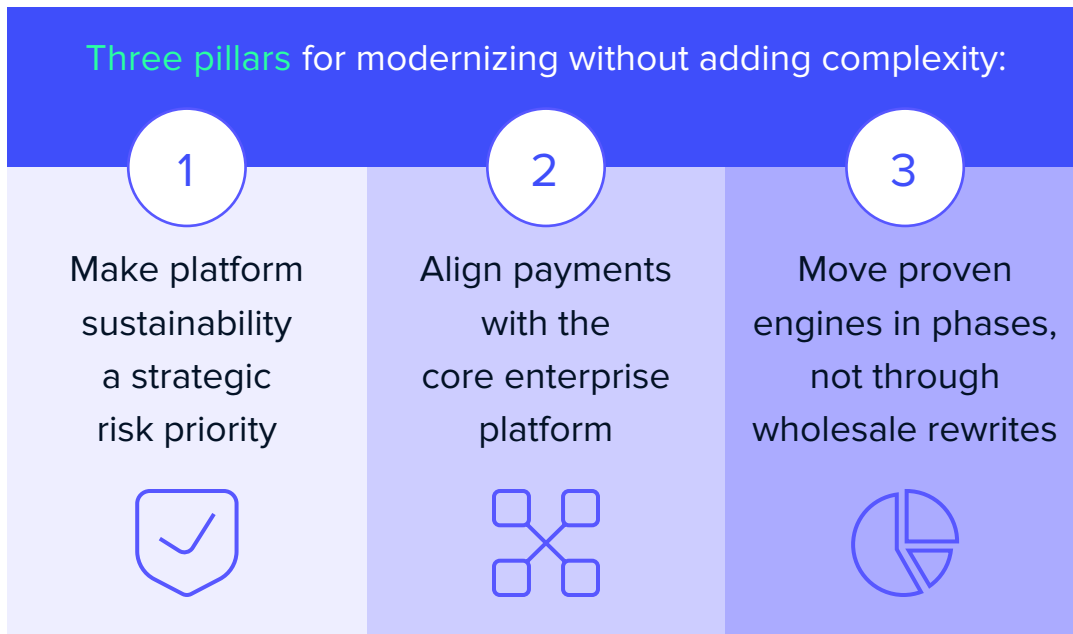 Three pillars for modernizing without adding complexity:
1
Make platform
sustainability
a strategic
risk priority
2
Align payments
with the
core enterprise
platform
3
Move proven
engines in phases,
not through
wholesale rewrites